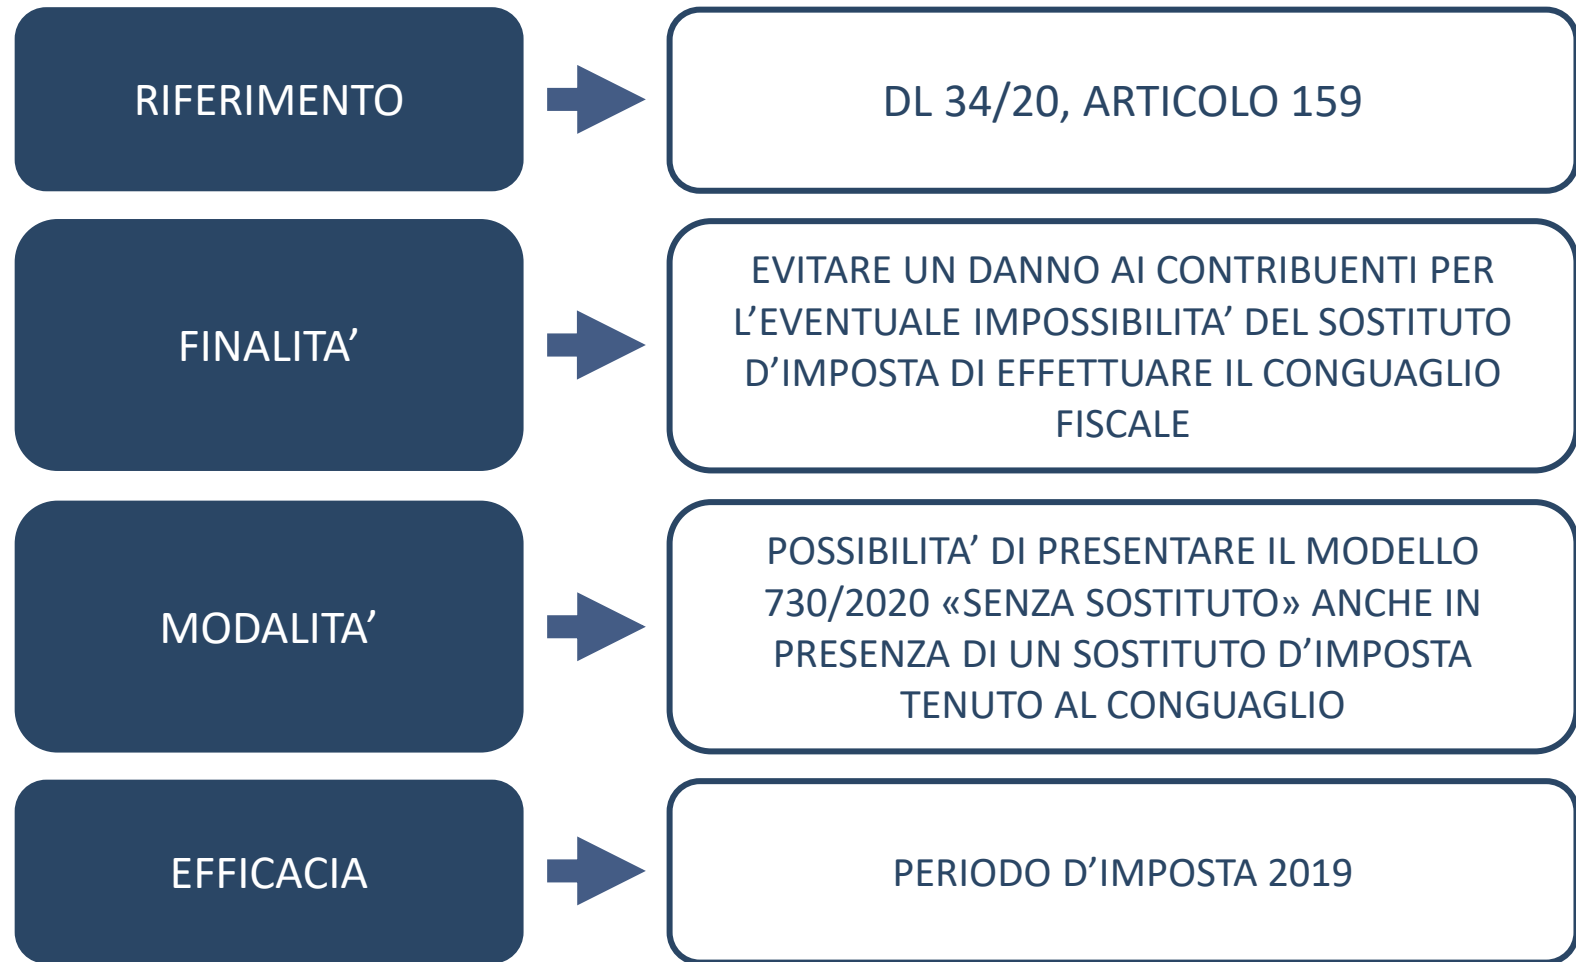 RIFERIMENTO
DL 34/20, ARTICOLO 159
FINALITA’
EVITARE UN DANNO AI CONTRIBUENTI PER
L’EVENTUALE IMPOSSIBILITA’ DEL SOSTITUTO
D’IMPOSTA DI EFFETTUARE IL CONGUAGLIO
FISCALE
MODALITA’
POSSIBILITA’ DI PRESENTARE IL MODELLO
730/2020 «SENZA SOSTITUTO» ANCHE IN
PRESENZA DI UN SOSTITUTO D’IMPOSTA
TENUTO AL CONGUAGLIO
EFFICACIA
PERIODO D’IMPOSTA 2019